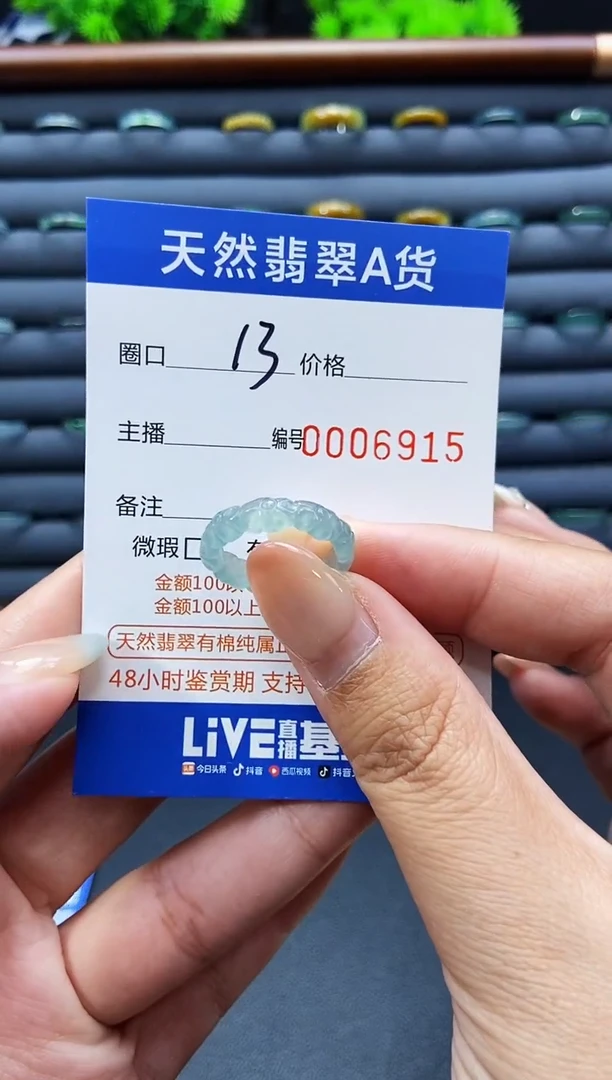 天然翡翠A货
圈口 13 价格
主播 编号0006915
备注
微瑕
金额100以
金额100以上
天然翡翠有棉纯属正
48小时鉴赏期 支持
LiVE直播基
今日头条 抖音 西瓜视频 抖音